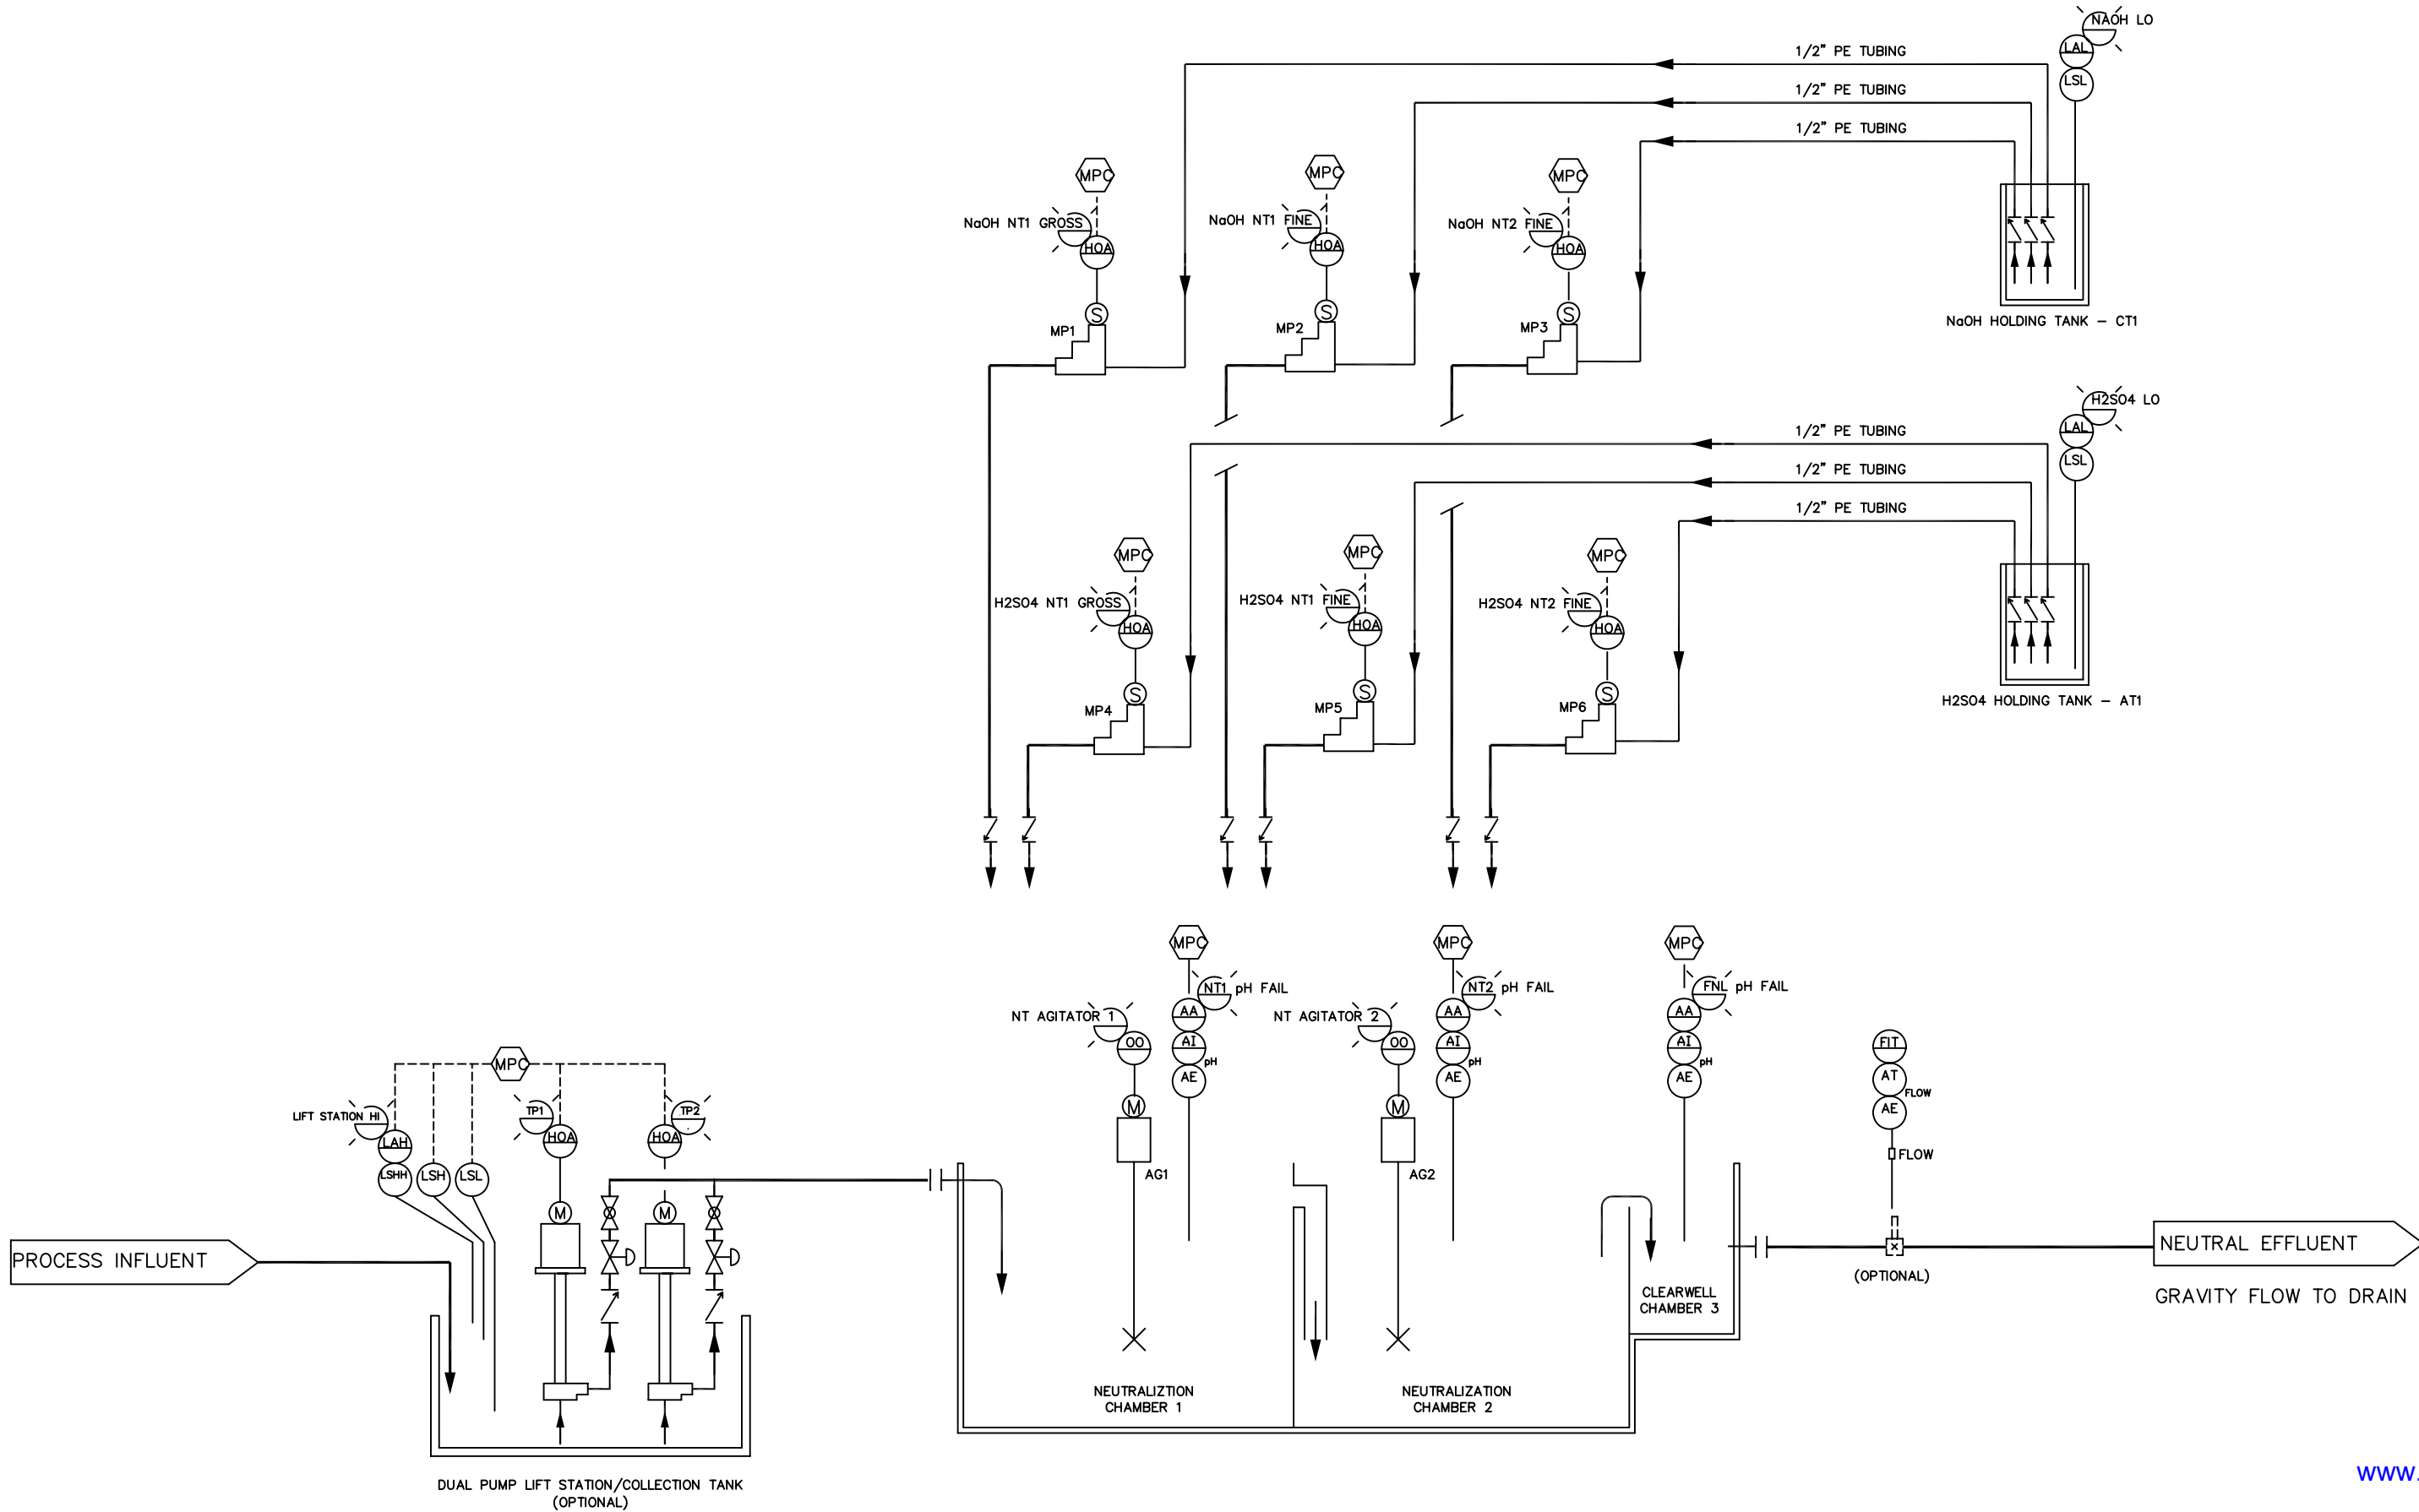 NAOH LO
LAL
LSL
1/2" PE TUBING
1/2" PE TUBING
1/2" PE TUBING
MPC
MPC
MPC
NaOH NT1 GROSS
HOA
NaOH NT1 FINE
HOA
NaOH NT2 FINE
HOA
S
S
S
MP1
MP2
MP3
NaOH HOLDING TANK – CT1
H2SO4 LO
LAL
LSL
1/2" PE TUBING
1/2" PE TUBING
1/2" PE TUBING
MPC
MPC
MPC
H2SO4 NT1 GROSS
HOA
H2SO4 NT1 FINE
HOA
H2SO4 NT2 FINE
HOA
S
S
S
MP4
MP5
MP6
H2SO4 HOLDING TANK – AT1
MPC
MPC
MPC
NT1 pH FAIL
NT2 pH FAIL
FNL pH FAIL
NT AGITATOR 1
OO
AA
AI
pH
AE
NT AGITATOR 2
OO
AA
AI
pH
AE
AA
AI
pH
AE
FIT
AT
FLOW
AE
FLOW
M
AG1
M
AG2
MPC
LIFT STATION HI
LAH
LSHH
LSH
LSL
TP1
HOA
HOA
TP2
M
M
PROCESS INFLUENT
NEUTRAL EFFLUENT
(OPTIONAL)
GRAVITY FLOW TO DRAIN
CLEARWELL
CHAMBER 3
NEUTRALIZTION
CHAMBER 1
NEUTRALIZATION
CHAMBER 2
DUAL PUMP LIFT STATION/COLLECTION TANK
(OPTIONAL)
www.